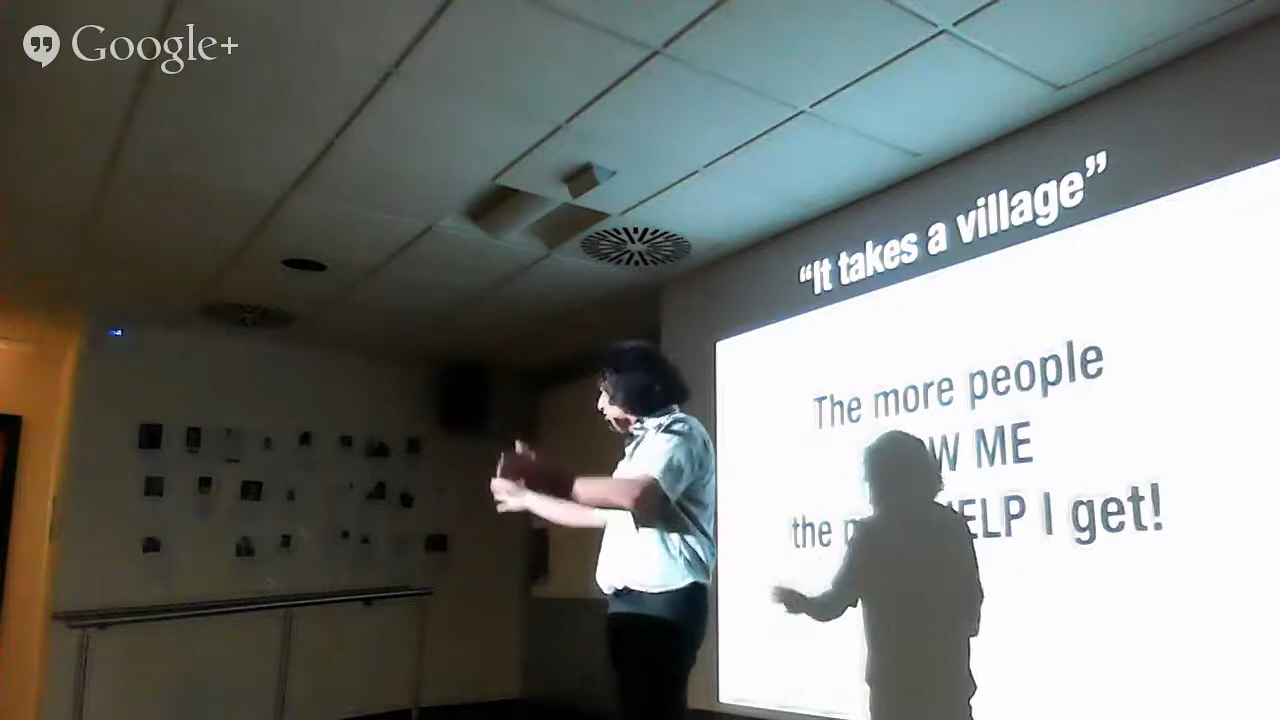 Google+
“It takes a village”
The more people
W ME
the ELP I get!